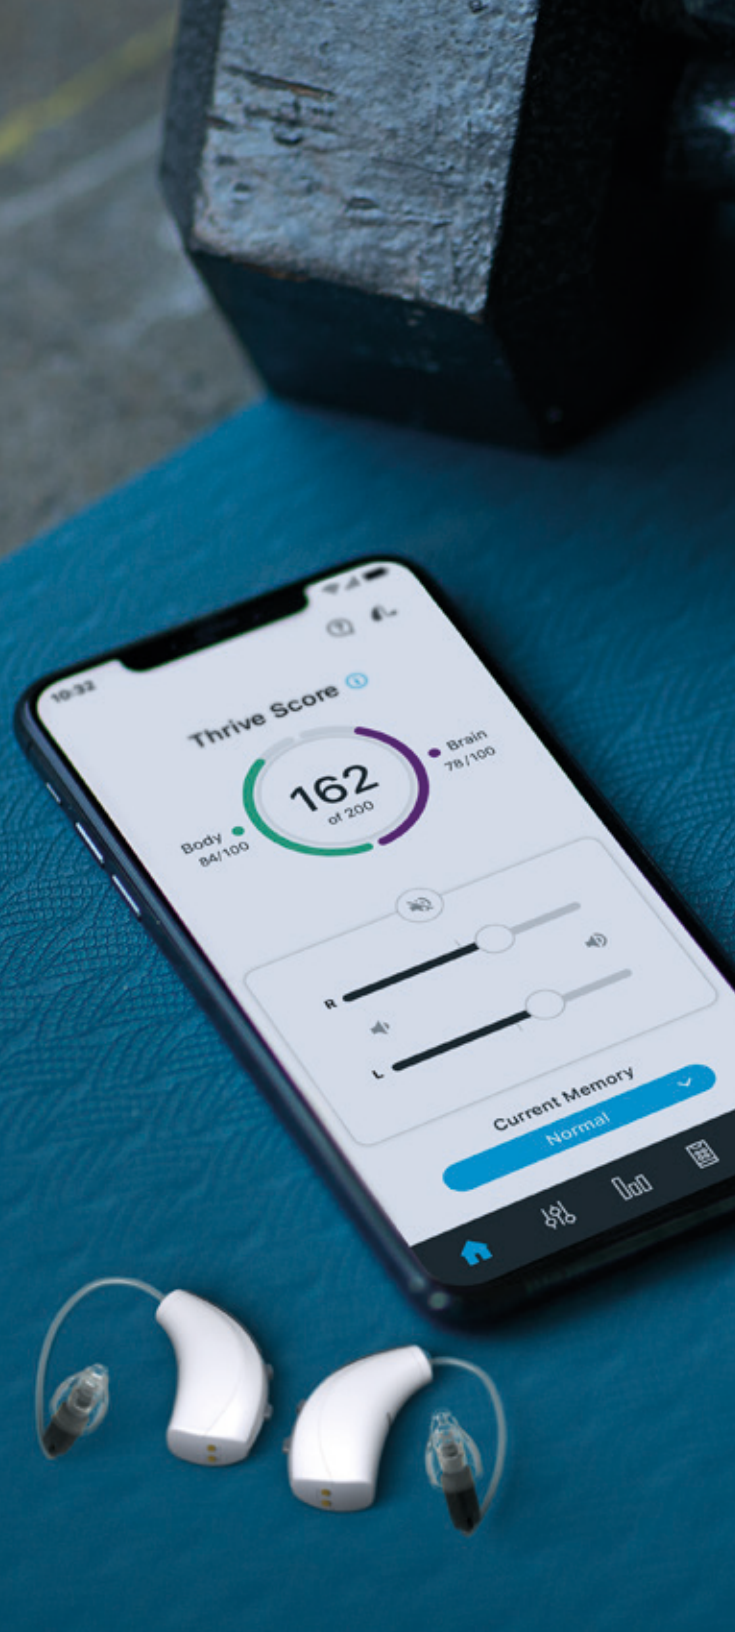 10:32
Thrive Score
162
of 200
Brain
78/100
Body
84/100
R
L
Current Memory
Normal